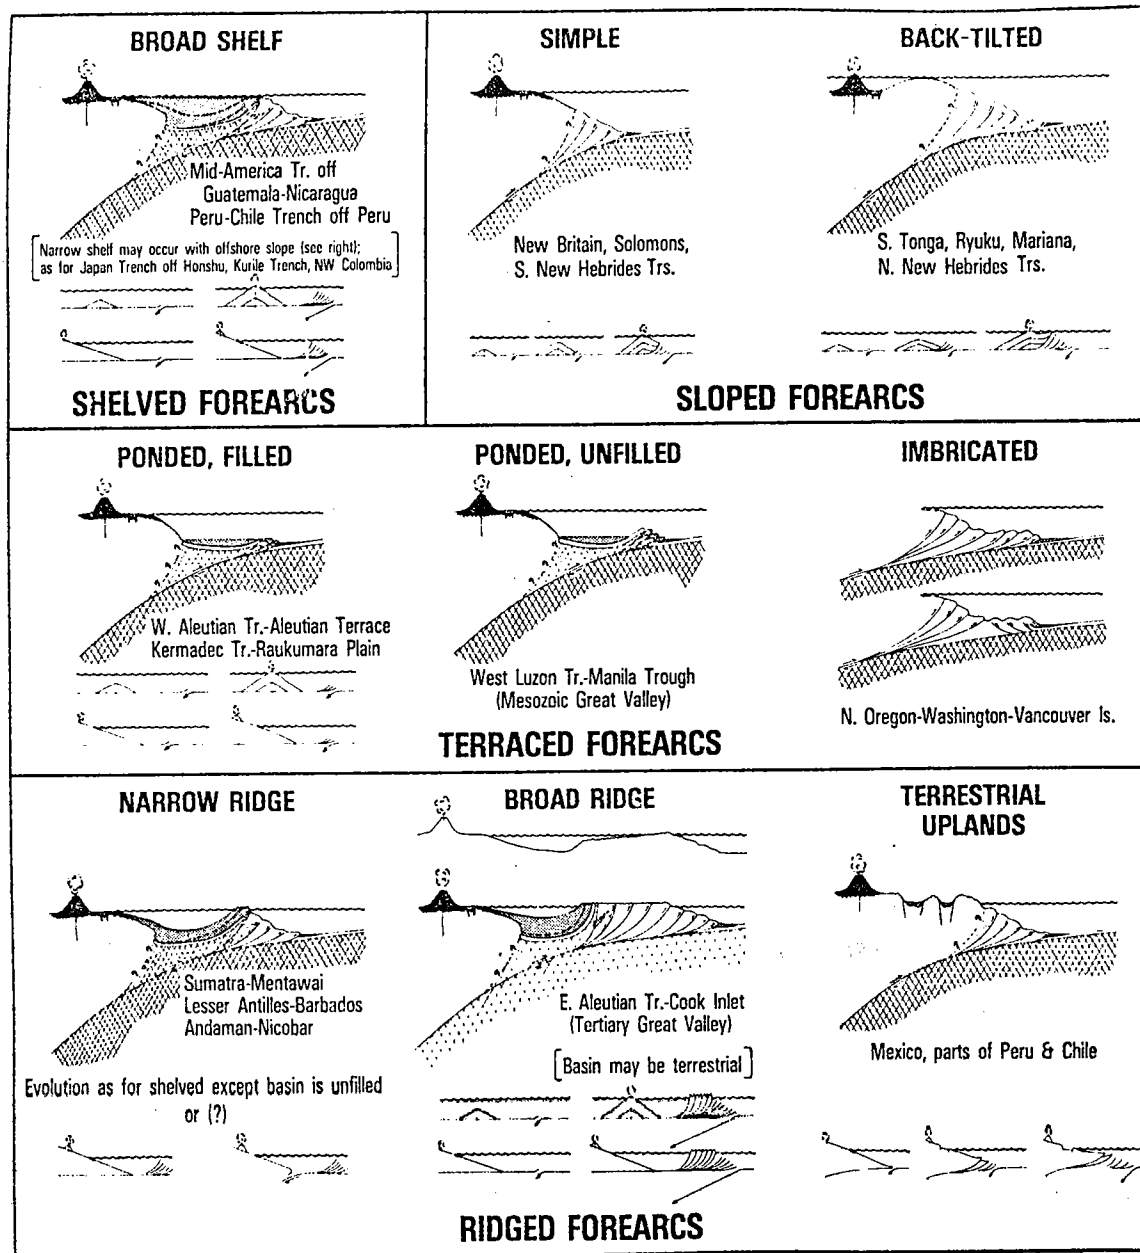 BROAD SHELF
Mid-America Tr. off
Guatemala-Nicaragua
Peru-Chile Trench off Peru
[Narrow shelf may occur with offshore slope (see right);
as for Japan Trench off Honshu, Kurile Trench, NW Colombia]
SHELVED FOREARCS
SIMPLE
New Britain, Solomons,
S. New Hebrides Trs.
BACK-TILTED
S. Tonga, Ryuku, Mariana,
N. New Hebrides Trs.
SLOPED FOREARCS
PONDED, FILLED
W. Aleutian Tr.-Aleutian Terrace
Kermadec Tr.-Raukumara Plain
PONDED, UNFILLED
West Luzon Tr.-Manila Trough
(Mesozoic Great Valley)
IMBRICATED
N. Oregon-Washington-Vancouver Is.
TERRACED FOREARCS
NARROW RIDGE
Sumatra-Mentawai
Lesser Antilles-Barbados
Andaman-Nicobar
Evolution as for shelved except basin is unfilled
or (?)
BROAD RIDGE
E. Aleutian Tr.-Cook Inlet
(Tertiary Great Valley)
[Basin may be terrestrial]
TERRESTRIAL
UPLANDS
Mexico, parts of Peru & Chile
RIDGED FOREARCS